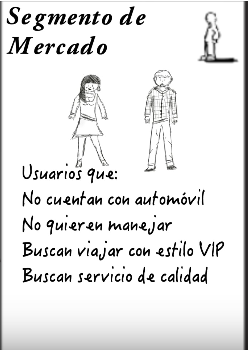 Segmento de
Mercado
Usuarios que:
No cuentan con automóvil
No quieren manejar
Buscan viajar con estilo VIP
Buscan servicio de calidad